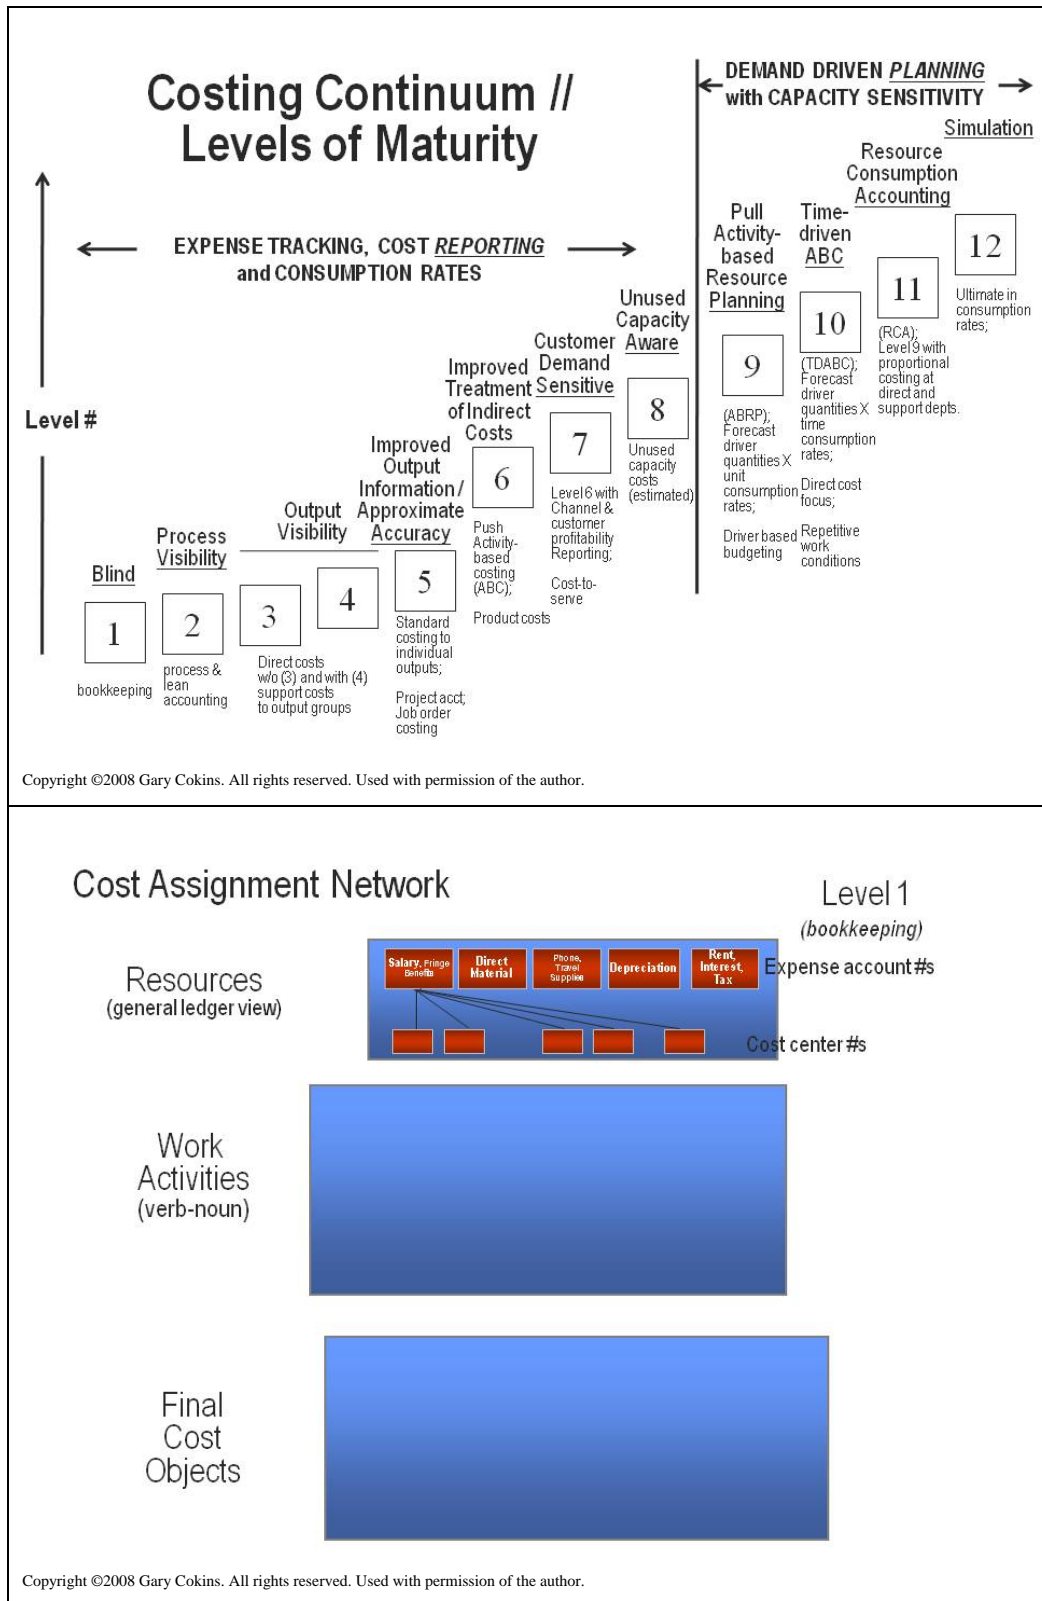 Costing Continuum //
Levels of Maturity
DEMAND DRIVEN PLANNING
with CAPACITY SENSITIVITY
EXPENSE TRACKING, COST REPORTING
and CONSUMPTION RATES
Level #
Blind
1
bookkeeping
Process
Visibility
2
process &
lean
accounting
Output
Visibility
3
4
Direct costs
w/o (3) and with (4)
support costs
to output groups
Improved
Output
Information /
Approximate
Accuracy
5
Standard
costing to
individual
outputs;
Project acct;
Job order
costing
Improved
Treatment
of Indirect
Costs
6
Push
Activity-
based
costing
(ABC);
Product costs
Customer
Demand
Sensitive
7
Level 6 with
Channel &
customer
profitability
Reporting;
Cost-to-
serve
Unused
Capacity
Aware
8
Unused
capacity
costs
(estimated)
Pull
Activity-
based
Resource
Planning
9
(ABRP);
Forecast
driver
quantities X
unit
consumption
rates;
Driver based
budgeting
Time-
driven
ABC
10
(TDABC);
Forecast
driver
quantities X
time
consumption
rates;
Direct cost
focus;
Repetitive
work
conditions
Resource
Consumption
Accounting
11
(RCA);
Level 9 with
proportional
costing at
direct and
support depts.
Simulation
12
Ultimate in
consumption
rates;
Copyright ©2008 Gary Cokins. All rights reserved. Used with permission of the author.
Cost Assignment Network
Level 1
(bookkeeping)
Resources
(general ledger view)
Salary, Fringe
Benefits
Direct
Material
Phone,
Travel
Supplies
Depreciation
Rent,
Interest,
Tax
Expense account #s
Cost center #s
Work
Activities
(verb-noun)
Final
Cost
Objects
Copyright ©2008 Gary Cokins. All rights reserved. Used with permission of the author.